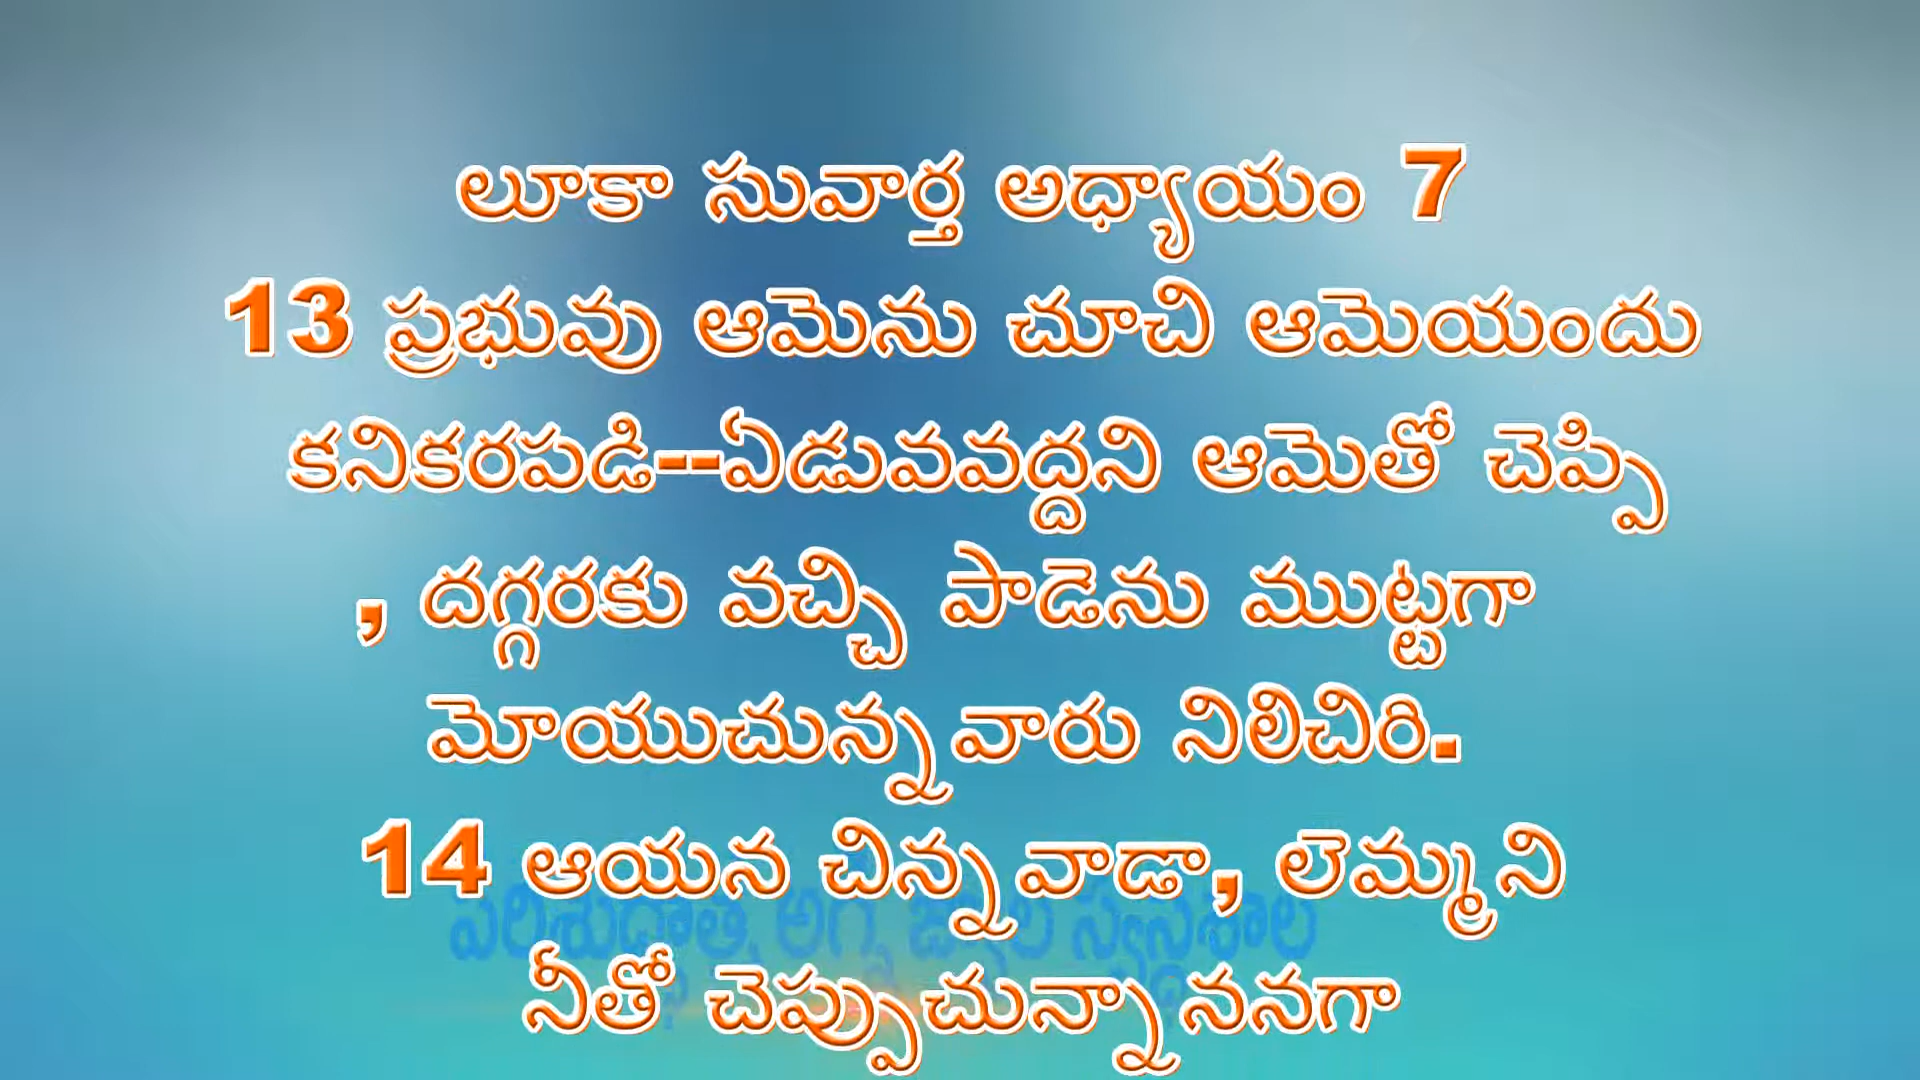 లూకా సువార్త అధ్యాయం 7
13 ప్రభువు ఆమెను చూచి ఆమెయందు
కనికరపడి--ఏడువవద్దని ఆమెతో చెప్పి
, దగ్గరకు వచ్చి పాడెను ముట్టగా
మోయుచున్నవారు నిలిచిరి.
14 ఆయన చిన్నవాడా, లెమ్మని
నీతో చెప్పుచున్నాననగా